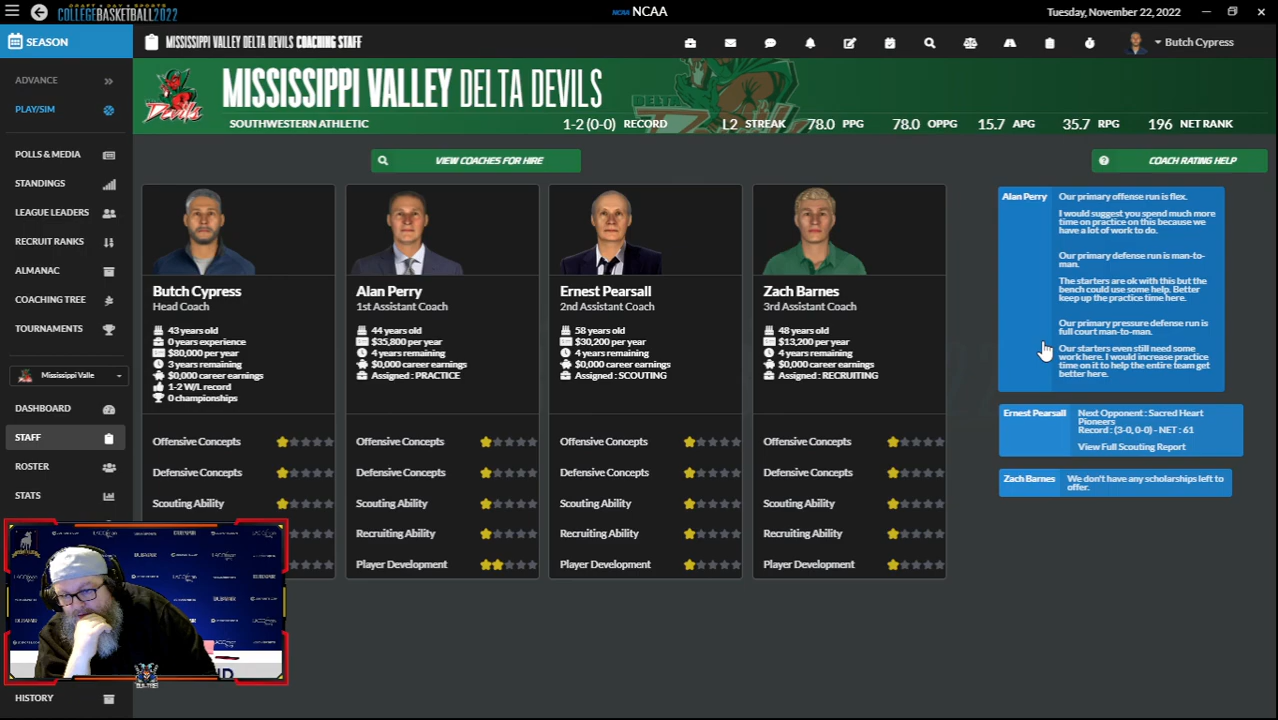 DRAFT DAY SPORTS
COLLEGE BASKETBALL 2022
NCAA NCAA
Tuesday, November 22, 2022
SEASON
MISSISSIPPI VALLEY DELTA DEVILS COACHING STAFF
Butch Cypress
ADVANCE
PLAY/SIM
POLLS & MEDIA
STANDINGS
LEAGUE LEADERS
RECRUIT RANKS
ALMANAC
COACHING TREE
TOURNAMENTS
Mississippi Valle
DASHBOARD
STAFF
ROSTER
STATS
HISTORY
Devils
MISSISSIPPI VALLEY DELTA DEVILS
DELTA
SOUTHWESTERN ATHLETIC
1-2 (0-0) RECORD L2 STREAK 78.0 PPG 78.0 OPPG 15.7 APG 35.7 RPG 196 NET RANK
VIEW COACHES FOR HIRE
COACH RATING HELP
Butch Cypress
Head Coach
43 years old
0 years experience
$80,000 per year
3 years remaining
$0,000 career earnings
1-2 W/L record
0 championships
Offensive Concepts
Defensive Concepts
Scouting Ability
Alan Perry
1st Assistant Coach
44 years old
$35,800 per year
4 years remaining
$0,000 career earnings
Assigned : PRACTICE
Offensive Concepts
Defensive Concepts
Scouting Ability
Recruiting Ability
Player Development
Ernest Pearsall
2nd Assistant Coach
58 years old
$30,200 per year
4 years remaining
$0,000 career earnings
Assigned : SCOUTING
Offensive Concepts
Defensive Concepts
Scouting Ability
Recruiting Ability
Player Development
Zach Barnes
3rd Assistant Coach
48 years old
$13,200 per year
4 years remaining
$0,000 career earnings
Assigned : RECRUITING
Offensive Concepts
Defensive Concepts
Scouting Ability
Recruiting Ability
Player Development
Alan Perry
Our primary offense run is flex.
I would suggest you spend much more
time on practice on this because we
have a lot of work to do.
Our primary defense run is man-to-
man.
The starters are ok with this but the
bench could use some help. Better
keep up the practice time here.
Our primary pressure defense run is
full court man-to-man.
Our starters even still need some
work here. I would increase practice
time on it to help the entire team get
better here.
Ernest Pearsall
Next Opponent : Sacred Heart
Pioneers
Record : (3-0, 0-0) - NET : 61
View Full Scouting Report
Zach Barnes
We don't have any scholarships left to
offer.